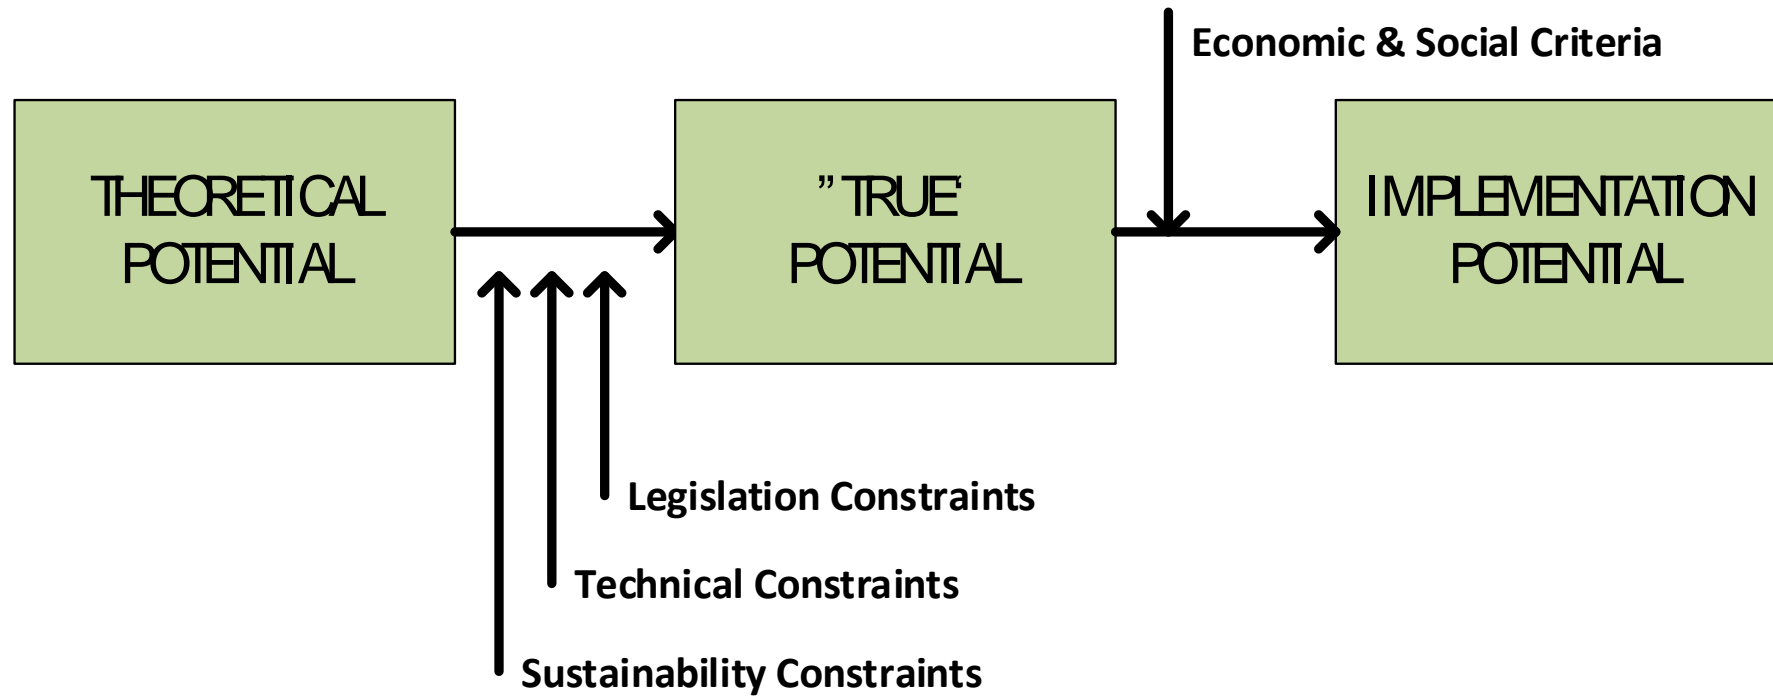 Economic & Social Criteria
THEORETICAL
POTENTIAL
”TRUE“
POTENTIAL
IMPLEMENTATION
POTENTIAL
Legislation Constraints
Technical Constraints
Sustainability Constraints